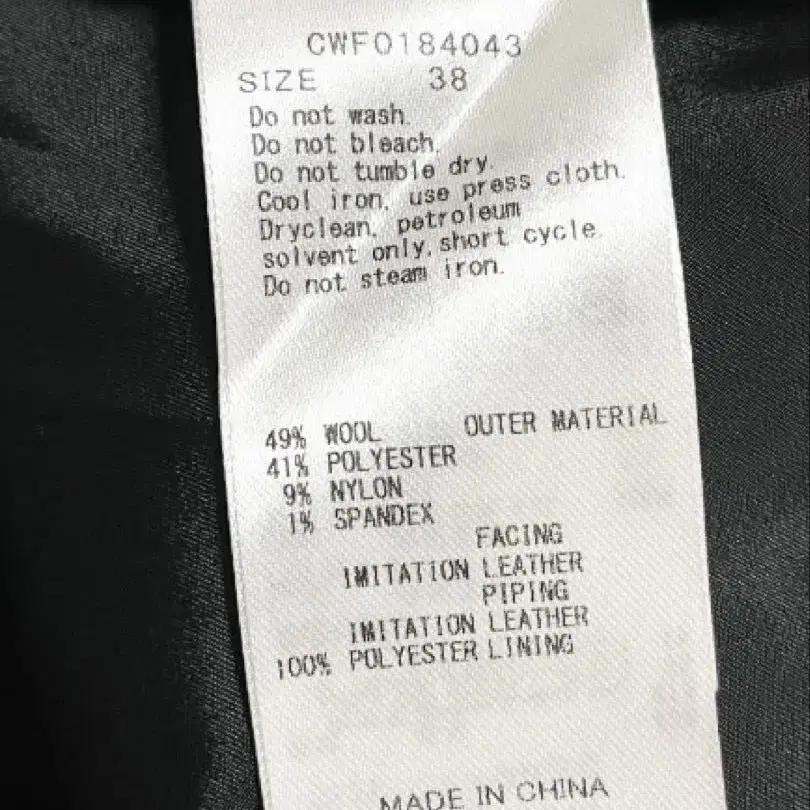 CWF0184043
SIZE 38
Do not wash.
Do not bleach.
Do not tumble dry.
Cool iron, use press cloth.
Dryclean, petroleum
solvent only, short cycle.
Do not steam iron.
49% WOOL OUTER MATERIAL
41% POLYESTER
9% NYLON
1% SPANDEX
FACING
IMITATION LEATHER
PIPING
IMITATION LEATHER
100% POLYESTER LINING
MADE IN CHINA